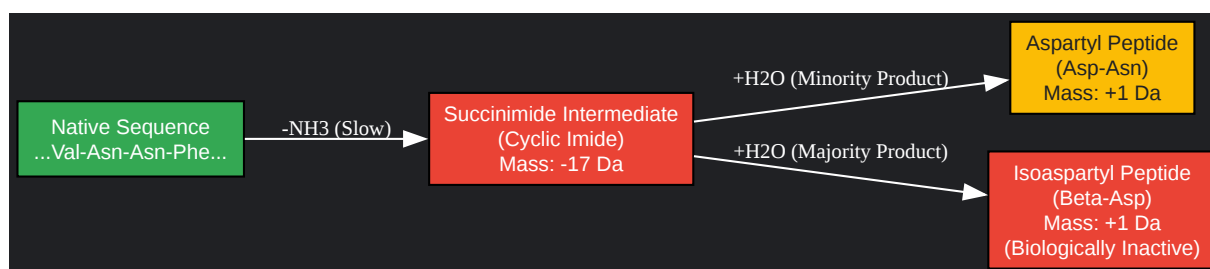 Native Sequence
...Val-Asn-Asn-Phe...
-NH3 (Slow)
Succinimide Intermediate
(Cyclic Imide)
Mass: -17 Da
+H2O (Minority Product)
Aspartyl Peptide
(Asp-Asn)
Mass: +1 Da
+H2O (Majority Product)
Isoaspartyl Peptide
(Beta-Asp)
Mass: +1 Da
(Biologically Inactive)